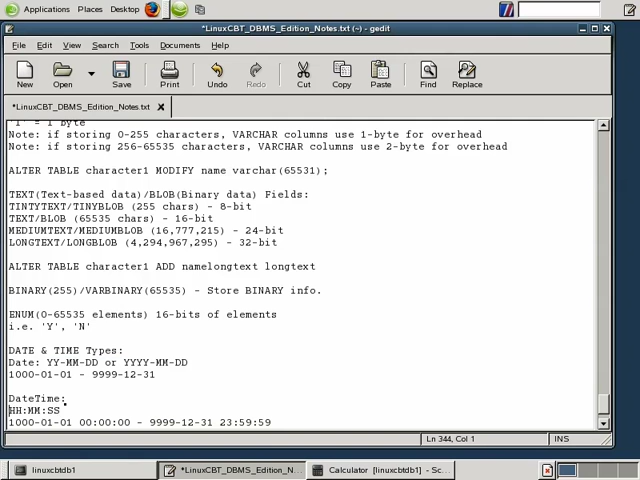 Applications Places Desktop
*LinuxCBT_DBMS_Edition_Notes.txt (~) - gedit
File Edit View Search Tools Documents Help
New Open Save Print Undo Redo Cut Copy Paste Find Replace
*LinuxCBT_DBMS_Edition_Notes.txt
'1' = 1 byte
Note: if storing 0-255 characters, VARCHAR columns use 1-byte for overhead
Note: if storing 256-65535 characters, VARCHAR columns use 2-byte for overhead
ALTER TABLE character1 MODIFY name varchar(65531);
TEXT(Text-based data)/BLOB(Binary data) Fields:
TINTYTEXT/TINYBLOB (255 chars) - 8-bit
TEXT/BLOB (65535 chars) - 16-bit
MEDIUMTEXT/MEDIUMBLOB (16,777,215) - 24-bit
LONGTEXT/LONGBLOB (4,294,967,295) - 32-bit
ALTER TABLE character1 ADD namelongtext longtext
BINARY(255)/VARBINARY(65535) - Store BINARY info.
ENUM(0-65535 elements) 16-bits of elements
i.e. 'Y', 'N'
DATE & TIME Types:
Date: YY-MM-DD or YYYY-MM-DD
1000-01-01 - 9999-12-31
DateTime:
HH:MM:SS
1000-01-01 00:00:00 - 9999-12-31 23:59:59
Ln 344, Col 1 INS
linuxcbtdb1 *LinuxCBT_DBMS_Edition_N... Calculator [linuxcbtdb1] - Sc...